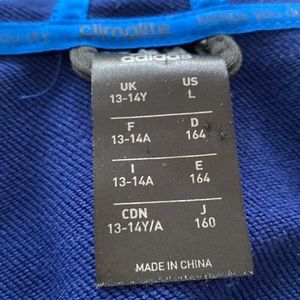 climalite
adidas
UK US
13-14Y L
F D
13-14A 164
I E
13-14A 164
CDN J
13-14Y/A 160
MADE IN CHINA